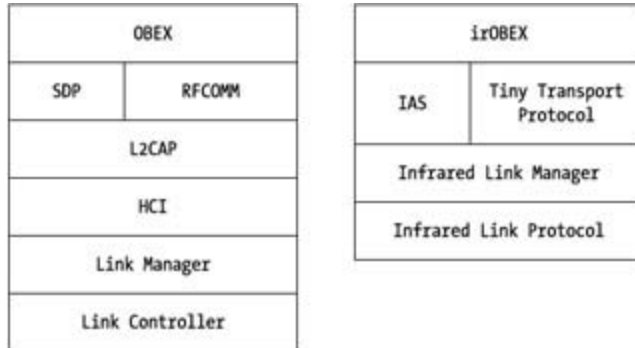 OBEX
SDP
RFCOMM
L2CAP
HCI
Link Manager
Link Controller
irOBEX
IAS
Tiny Transport
Protocol
Infrared Link Manager
Infrared Link Protocol